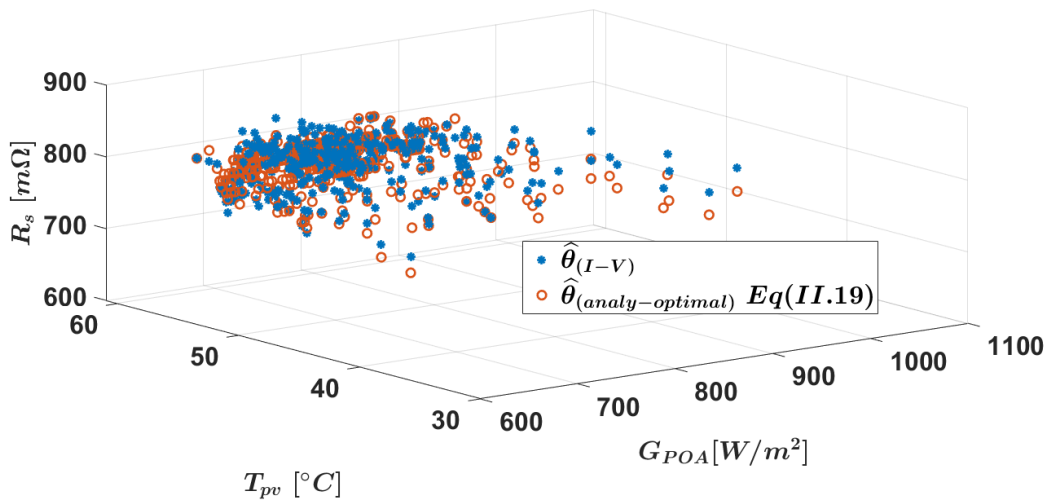 900
800
700
600
R_s [mΩ]
60
50
40
30
T_pv [°C]
600
700
800
900
1000
1100
G_POA[W/m²]
θ̂_(I−V)
θ̂_(analy−optimal) Eq(II.19)